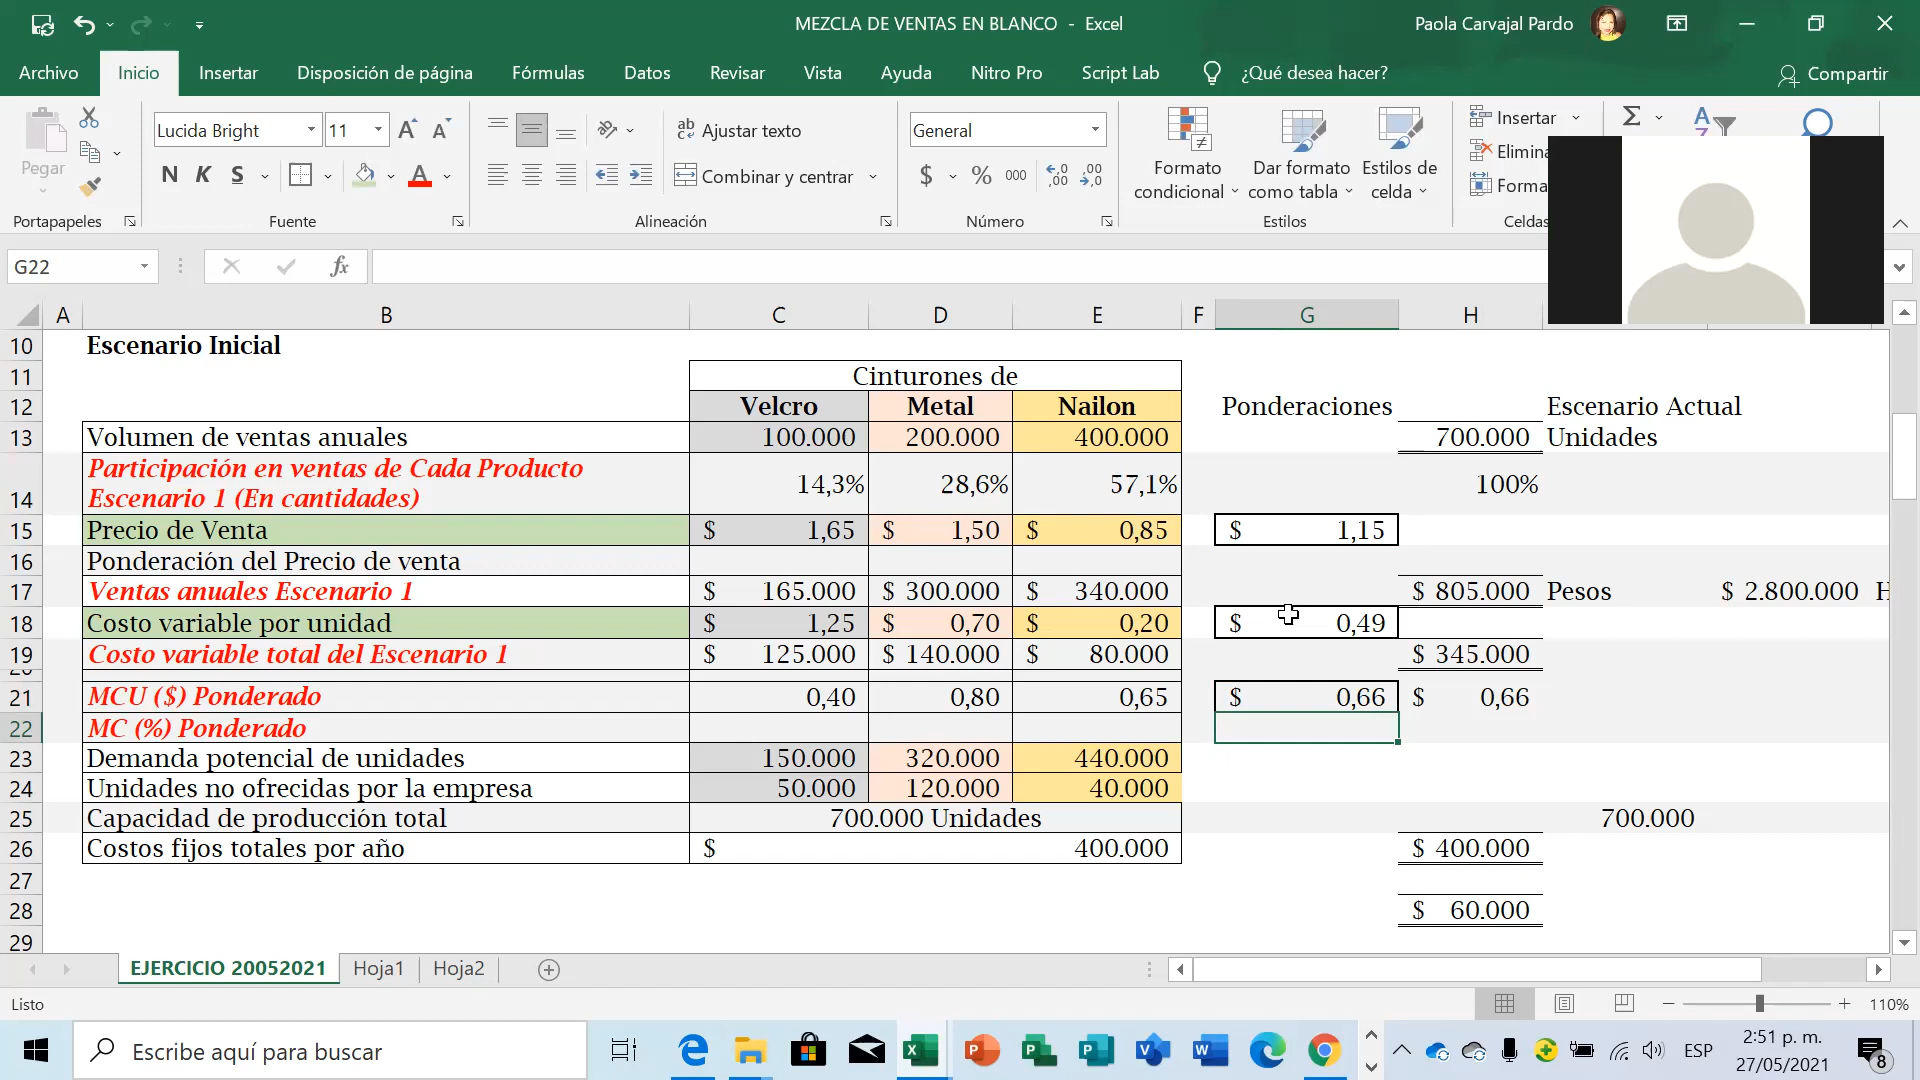 MEZCLA DE VENTAS EN BLANCO - Excel
Paola Carvajal Pardo
Archivo Inicio Insertar Disposición de página Fórmulas Datos Revisar Vista Ayuda Nitro Pro Script Lab ¿Qué desea hacer? Compartir
Pegar
Portapapeles
Lucida Bright 11
N K S
Fuente
Ajustar texto
Combinar y centrar
Alineación
General
$ % 000
Número
Formato condicional
Dar formato como tabla
Estilos de celda
Estilos
Insertar
Elimina
Forma
Celdas
G22
fx
A B C D E F G H
10 Escenario Inicial
11 Cinturones de
12 Velcro Metal Nailon Ponderaciones Escenario Actual
13 Volumen de ventas anuales 100.000 200.000 400.000 700.000 Unidades
14 Participación en ventas de Cada Producto
Escenario 1 (En cantidades) 14,3% 28,6% 57,1% 100%
15 Precio de Venta $ 1,65 $ 1,50 $ 0,85 $ 1,15
16 Ponderación del Precio de venta
17 Ventas anuales Escenario 1 $ 165.000 $ 300.000 $ 340.000 $ 805.000 Pesos $ 2.800.000 H
18 Costo variable por unidad $ 1,25 $ 0,70 $ 0,20 $ 0,49
19 Costo variable total del Escenario 1 $ 125.000 $ 140.000 $ 80.000 $ 345.000
20
21 MCU ($) Ponderado 0,40 0,80 0,65 $ 0,66 $ 0,66
22 MC (%) Ponderado
23 Demanda potencial de unidades 150.000 320.000 440.000
24 Unidades no ofrecidas por la empresa 50.000 120.000 40.000
25 Capacidad de producción total 700.000 Unidades 700.000
26 Costos fijos totales por año $ 400.000 $ 400.000
27
28 $ 60.000
29
EJERCICIO 20052021 Hoja1 Hoja2
Listo
110%
Escribe aquí para buscar
ESP
2:51 p. m.
27/05/2021
8